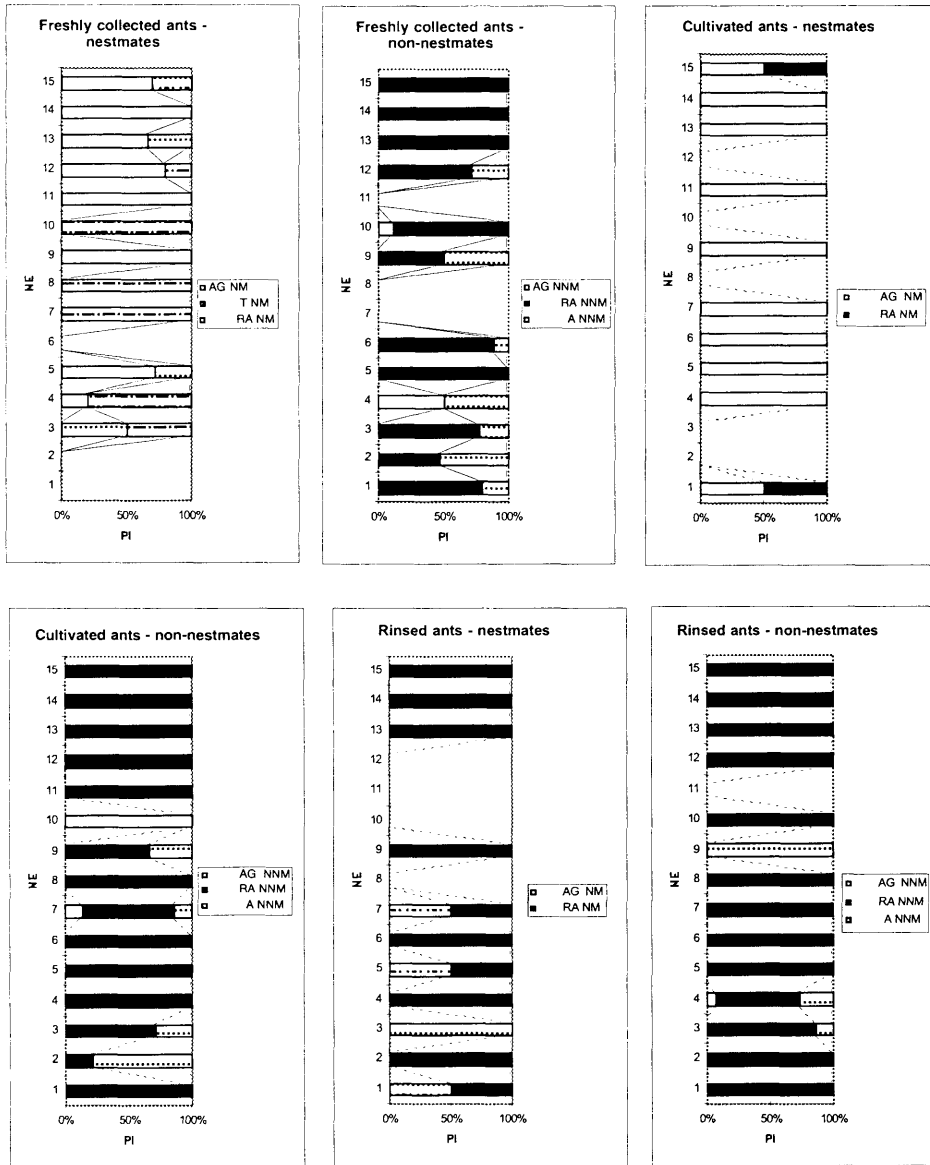 Freshly collected ants -
nestmates
15
14
13
12
11
10
9
8
7
6
5
4
3
2
1
NE
0% 50% 100%
PI
AG NM
T NM
RA NM
Freshly collected ants -
non-nestmates
15
14
13
12
11
10
9
8
7
6
5
4
3
2
1
NE
0% 50% 100%
PI
AG NNM
RA NNM
A NNM
Cultivated ants - nestmates
15
14
13
12
11
10
9
8
7
6
5
4
3
2
1
NE
0% 50% 100%
PI
AG NM
RA NM
Cultivated ants - non-nestmates
15
14
13
12
11
10
9
8
7
6
5
4
3
2
1
NE
0% 50% 100%
PI
AG NNM
RA NNM
A NNM
Rinsed ants - nestmates
15
14
13
12
11
10
9
8
7
6
5
4
3
2
1
NE
0% 50% 100%
PI
AG NM
RA NM
Rinsed ants - non-nestmates
15
14
13
12
11
10
9
8
7
6
5
4
3
2
1
NE
0% 50% 100%
PI
AG NNM
RA NNM
A NNM